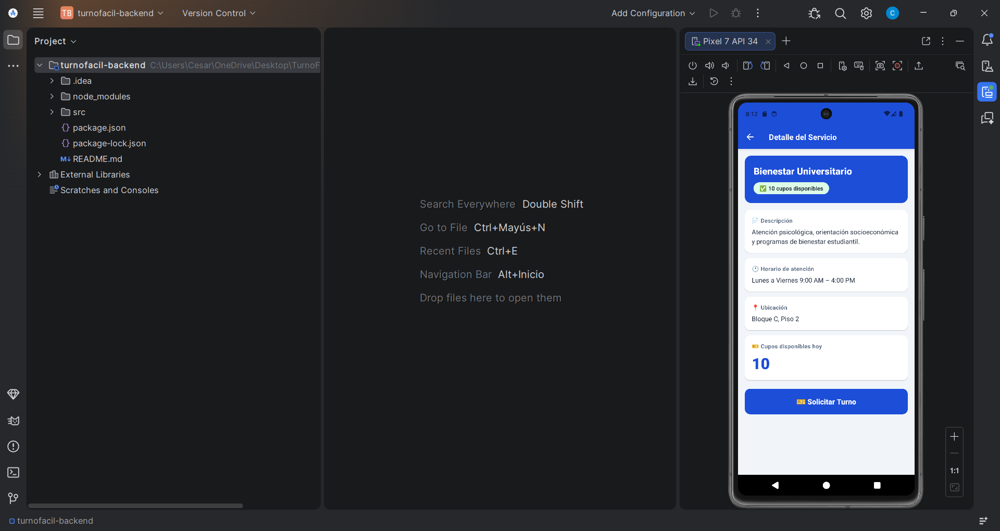 TB turnofacil-backend
Version Control
Add Configuration
C
Project
turnofacil-backend C:\Users\Cesar\OneDrive\Desktop\TurnoF
.idea
node_modules
src
{} package.json
{} package-lock.json
M↓ README.md
External Libraries
Scratches and Consoles
Search Everywhere Double Shift
Go to File Ctrl+Mayús+N
Recent Files Ctrl+E
Navigation Bar Alt+Inicio
Drop files here to open them
Pixel 7 API 34
8:12
Detalle del Servicio
Bienestar Universitario
✅ 10 cupos disponibles
📄 Descripción
Atención psicológica, orientación socioeconómica
y programas de bienestar estudiantil.
🕐 Horario de atención
Lunes a Viernes 9:00 AM – 4:00 PM
📍 Ubicación
Bloque C, Piso 2
🎫 Cupos disponibles hoy
10
🎫 Solicitar Turno
1:1
turnofacil-backend